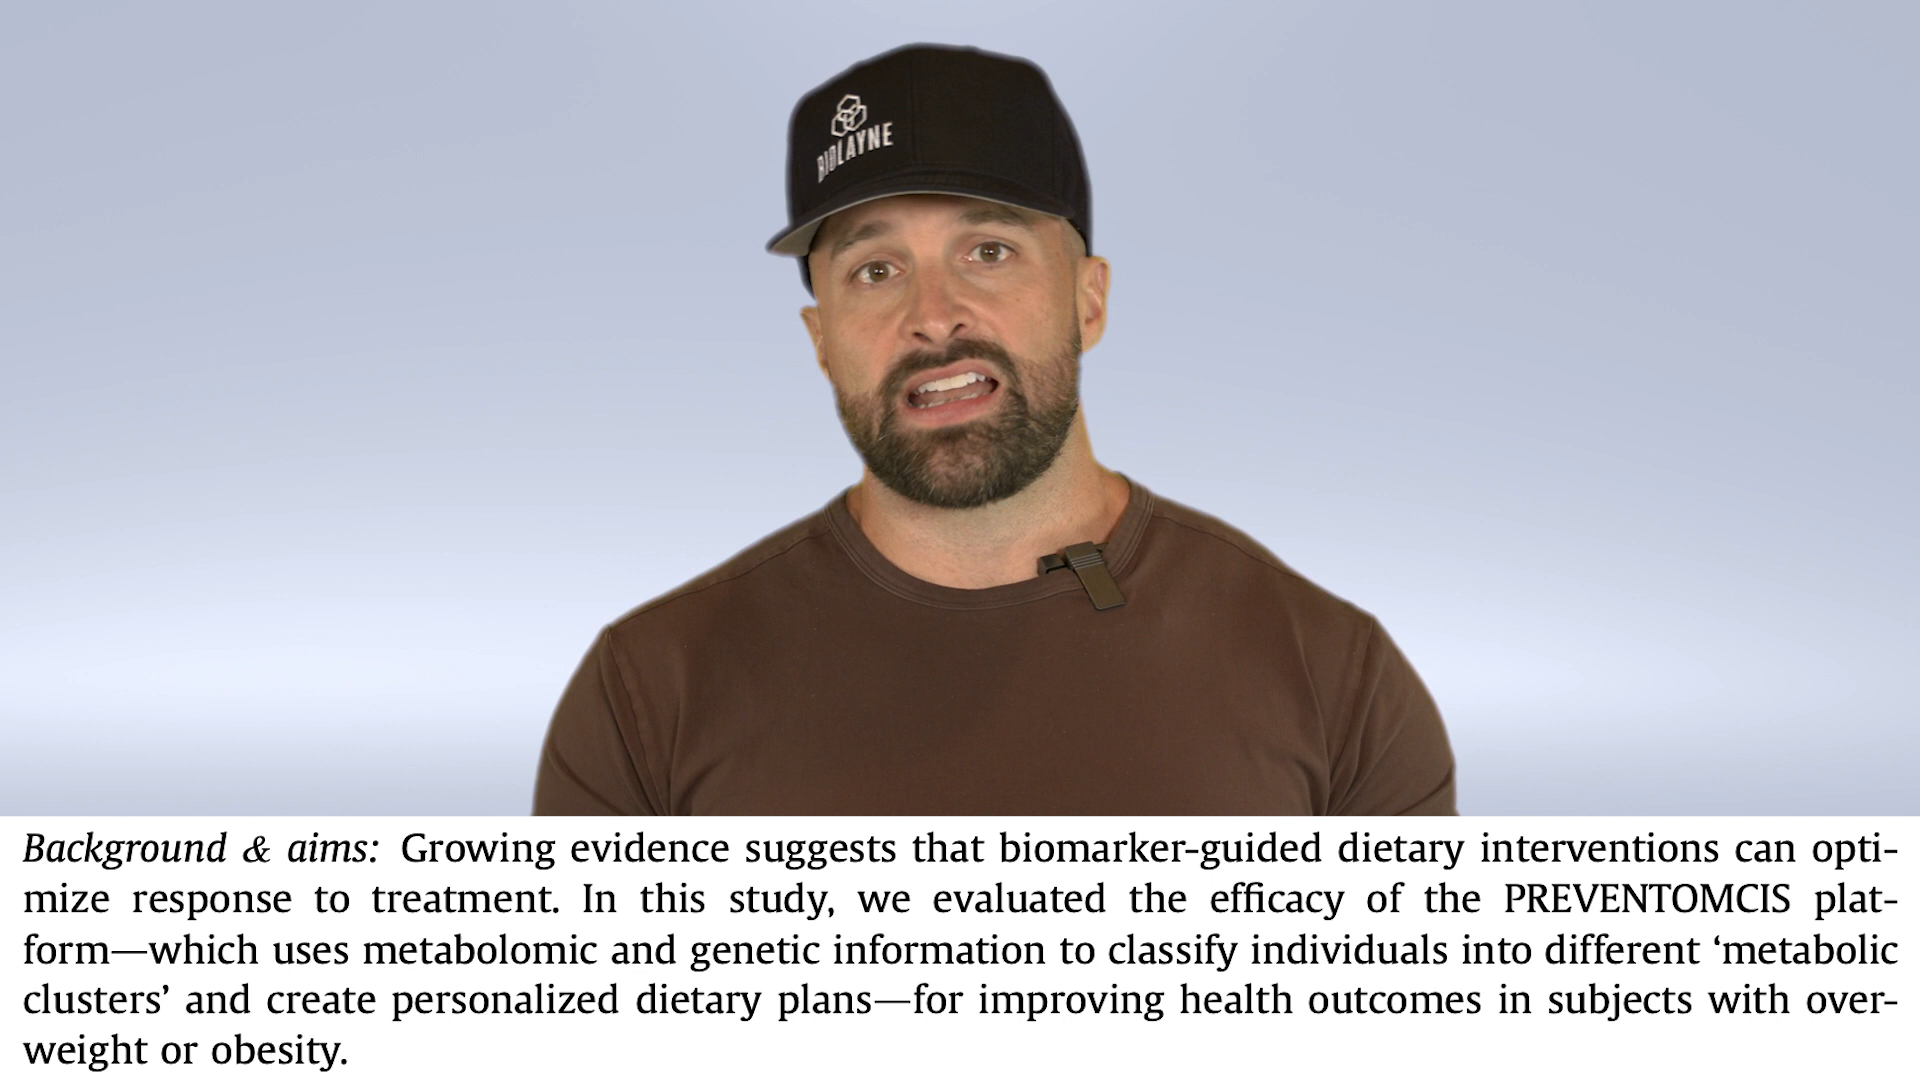 BIOLAYNE
Background & aims: Growing evidence suggests that biomarker-guided dietary interventions can opti-
mize response to treatment. In this study, we evaluated the efficacy of the PREVENTOMCIS plat-
form—which uses metabolomic and genetic information to classify individuals into different ‘metabolic
clusters’ and create personalized dietary plans—for improving health outcomes in subjects with over-
weight or obesity.